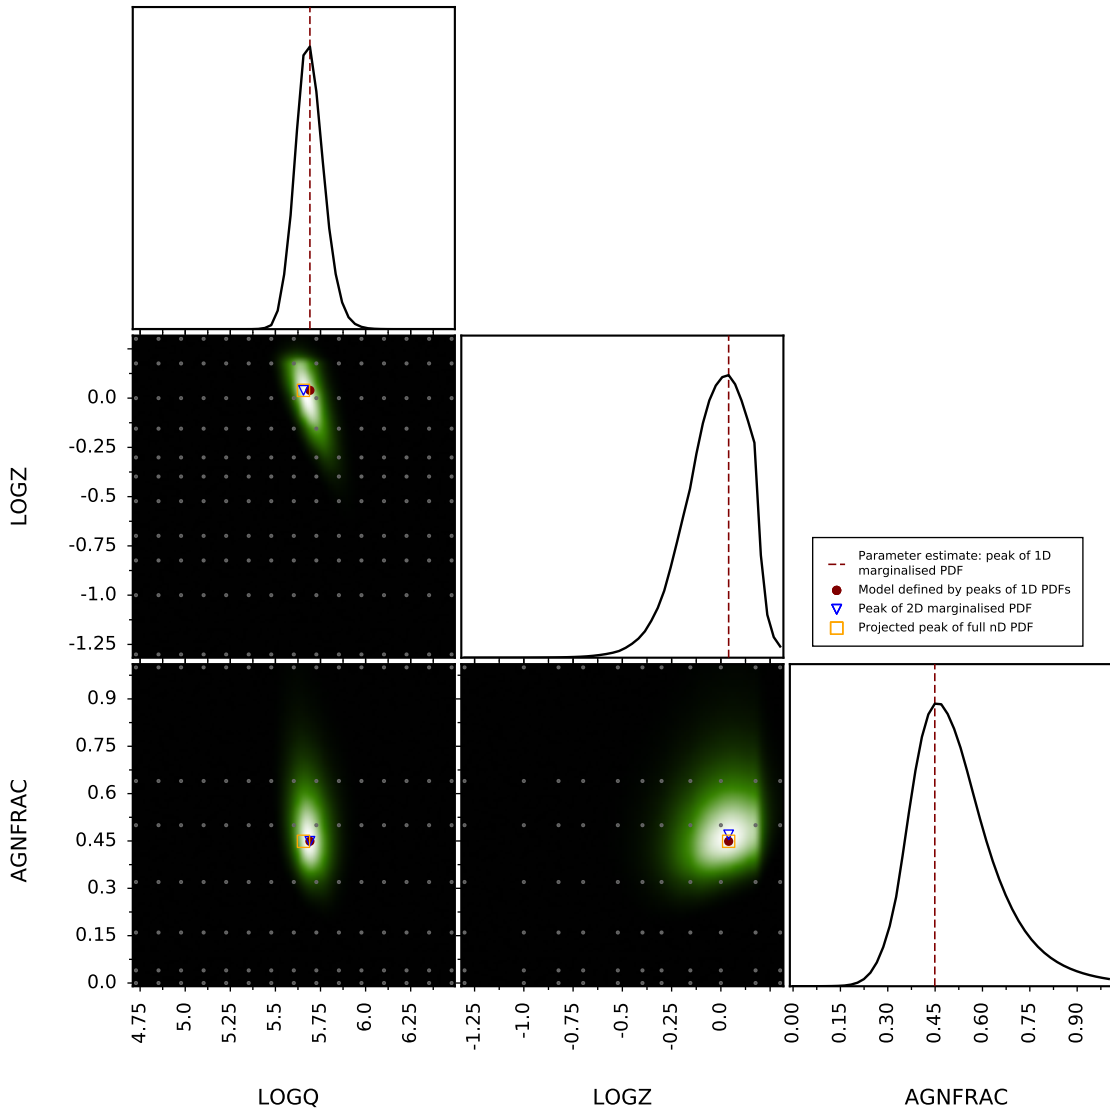 LOGZ
0.0
-0.25
-0.5
-0.75
-1.0
-1.25
Parameter estimate: peak of 1D
marginalised PDF
Model defined by peaks of 1D PDFs
Peak of 2D marginalised PDF
Projected peak of full nD PDF
AGNFRAC
0.9
0.75
0.6
0.45
0.3
0.15
0.0
4.75 5.0 5.25 5.5 5.75 6.0 6.25
-1.25 -1.0 -0.75 -0.5 -0.25 0.0
0.00 0.15 0.30 0.45 0.60 0.75 0.90
LOGQ LOGZ AGNFRAC